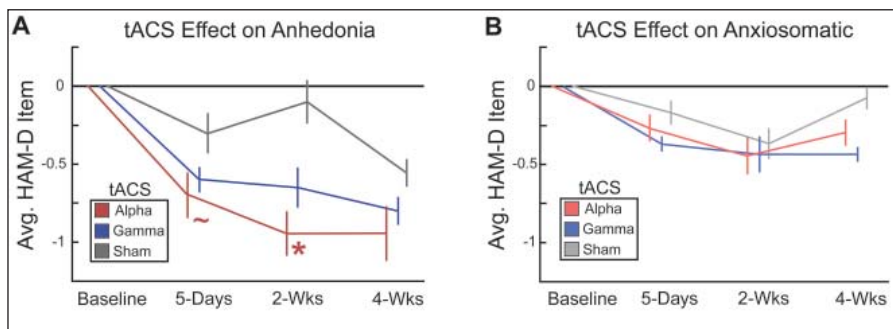 A
tACS Effect on Anhedonia
Avg. HAM-D Item
0
-0.5
-1
tACS
Alpha
Gamma
Sham
~
*
Baseline
5-Days
2-Wks
4-Wks
B
tACS Effect on Anxiosomatic
Avg. HAM-D Item
0
-0.5
-1
tACS
Alpha
Gamma
Sham
Baseline
5-Days
2-Wks
4-Wks